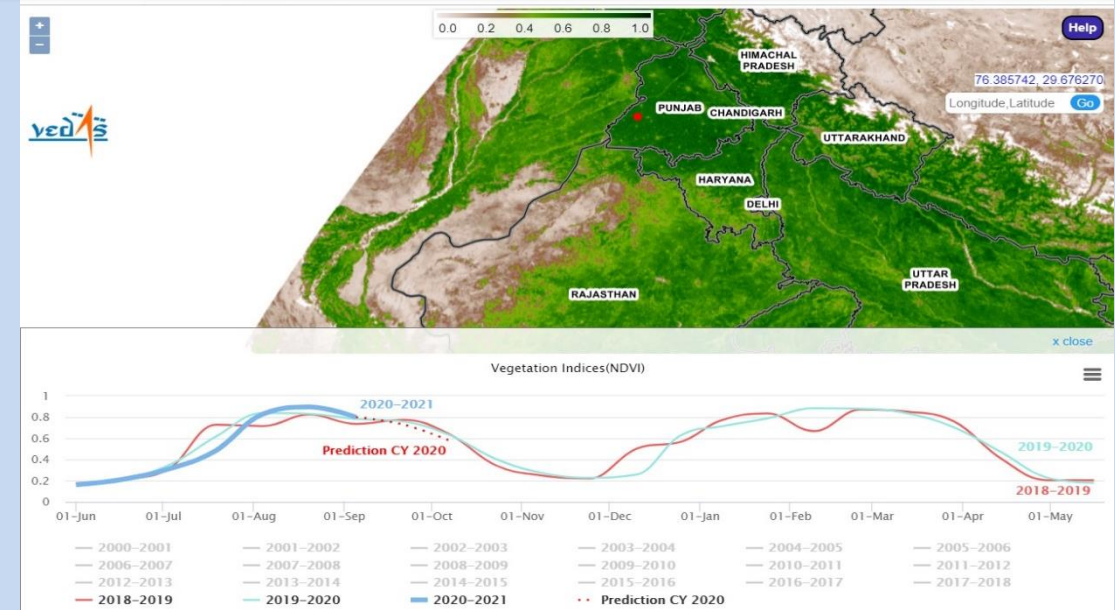 +
−
0.0 0.2 0.4 0.6 0.8 1.0
Help
HIMACHAL
PRADESH
76.385742, 29.676270
Longitude,Latitude Go
PUNJAB CHANDIGARH
VEDAS
UTTARAKHAND
HARYANA
DELHI
UTTAR
PRADESH
RAJASTHAN
x close
Vegetation Indices(NDVI)
1
0.8
0.6
0.4
0.2
0
2020-2021
Prediction CY 2020
2019-2020
2018-2019
01-Jun 01-Jul 01-Aug 01-Sep 01-Oct 01-Nov 01-Dec 01-Jan 01-Feb 01-Mar 01-Apr 01-May
2000-2001 2001-2002 2002-2003 2003-2004 2004-2005 2005-2006
2006-2007 2007-2008 2008-2009 2009-2010 2010-2011 2011-2012
2012-2013 2013-2014 2014-2015 2015-2016 2016-2017 2017-2018
2018-2019 2019-2020 2020-2021 Prediction CY 2020